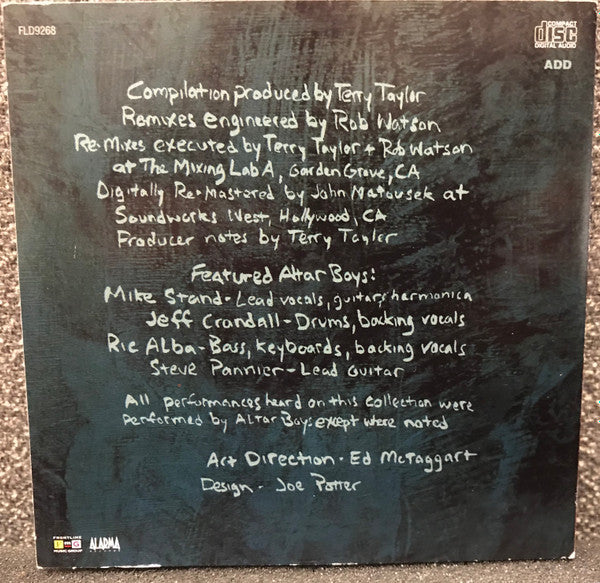 FLD9268
COMPACT
disc
DIGITAL AUDIO
ADD
Compilation produced by Terry Taylor
Remixes engineered by Rob Watson
Re-Mixes executed by Terry Taylor + Rob Watson
at The Mixing Lab A, Garden Grove, CA
Digitally Re-Mastered by John Matousek at
Soundworks West, Hollywood, CA
Producer notes by Terry Taylor
Featured Altar Boys:
Mike Stand - Lead vocals, guitars, harmonica
Jeff Crandall - Drums, backing vocals
Ric Alba - Bass, keyboards, backing vocals
Steve Pannier - Lead Guitar
All performances heard on this collection were
performed by Altar Boys except were noted
Art Direction - Ed McTaggart
Design - Joe Potter
FRONTLINE
MUSIC GROUP
ALARMA